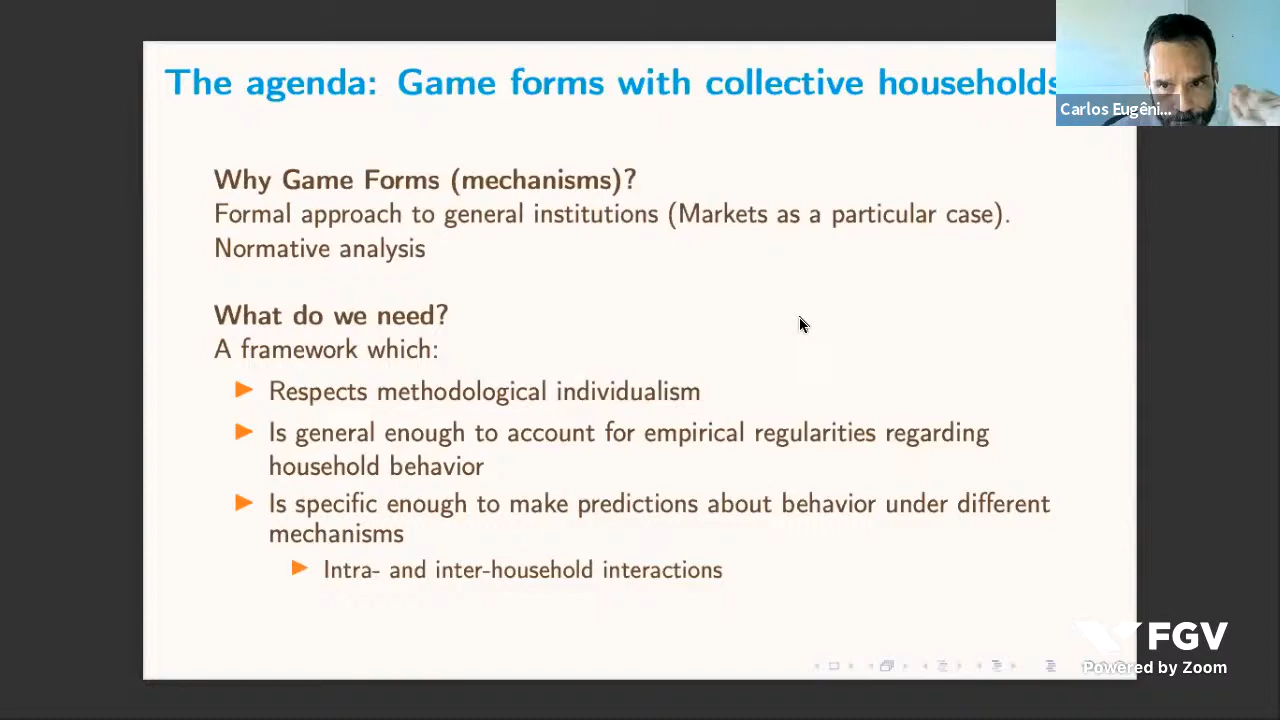 The agenda: Game forms with collective households
Carlos Eugêni...
Why Game Forms (mechanisms)?
Formal approach to general institutions (Markets as a particular case).
Normative analysis
What do we need?
A framework which:
Respects methodological individualism
Is general enough to account for empirical regularities regarding
household behavior
Is specific enough to make predictions about behavior under different
mechanisms
Intra- and inter-household interactions
FGV
Powered by Zoom